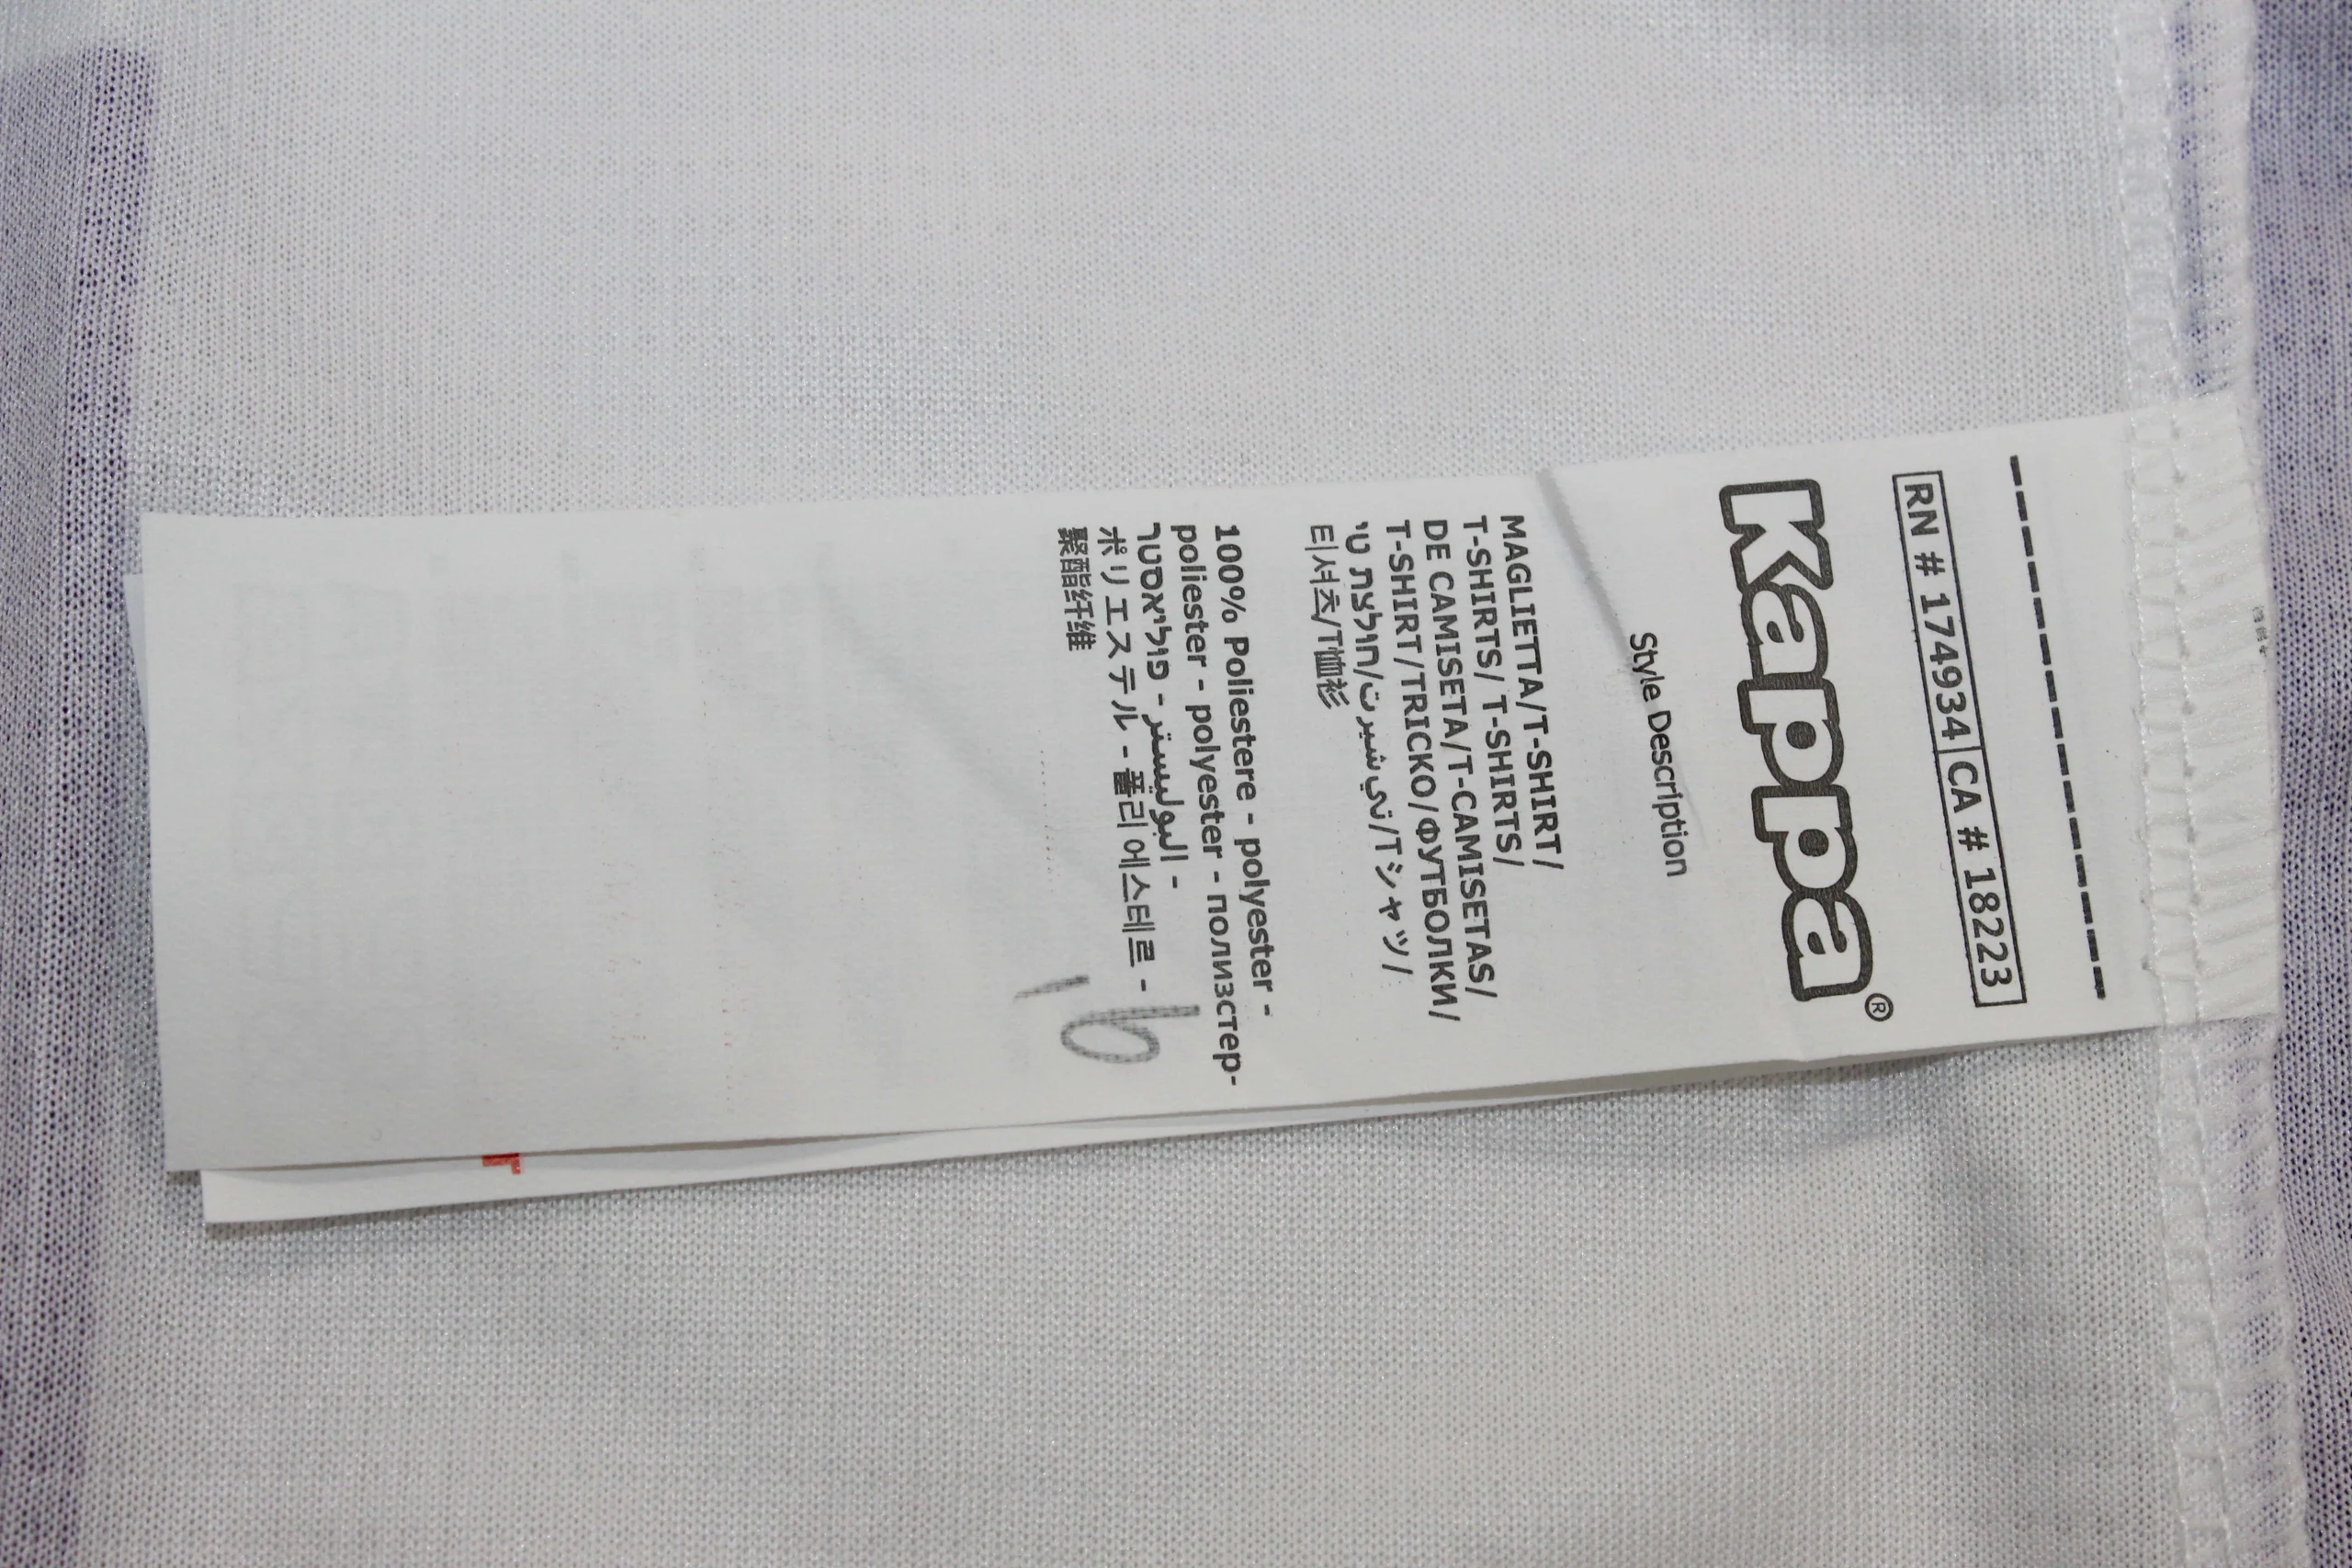 RN # 174934 CA # 18223
Kappa®
Style Description
MAGLIETTA/T-SHIRT/
T-SHIRTS/ T-SHIRTS/
DE CAMISETA/T-CAMISETAS/
T-SHIRT/TRICKO/ФУТБОЛКИ/
חולצת טי/تي شيرت/Tシャツ/
티셔츠/T恤衫
100% Poliestere - polyester -
poliester - polyester - полиэстер-
פוליאסטר - البوليستر -
ポリエステル - 폴리에스테르 -
聚酯纤维